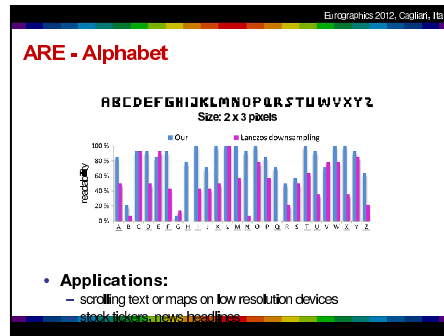 Eurographics 2012, Cagliari, Ita
ARE - Alphabet
ABCDEFGHIJKLMNOPQRSTUWVXYZ
Size: 2 x 3 pixels
Our Lanczos downsampling
readability
100 %
80 %
60 %
40 %
20 %
0 %
A B C D E F G H I J K L M N O P Q R S T U W V X Y Z
• Applications:
– scrolling text or maps on low resolution devices
stock tickers, news headlines